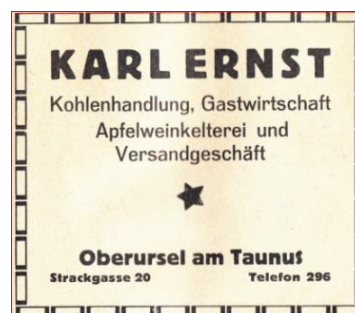 KARL ERNST
Kohlenhandlung, Gastwirtschaft
Apfelweinkelterei und
Versandgeschäft
Oberursel am Taunus
Strackgasse 20 Telefon 296